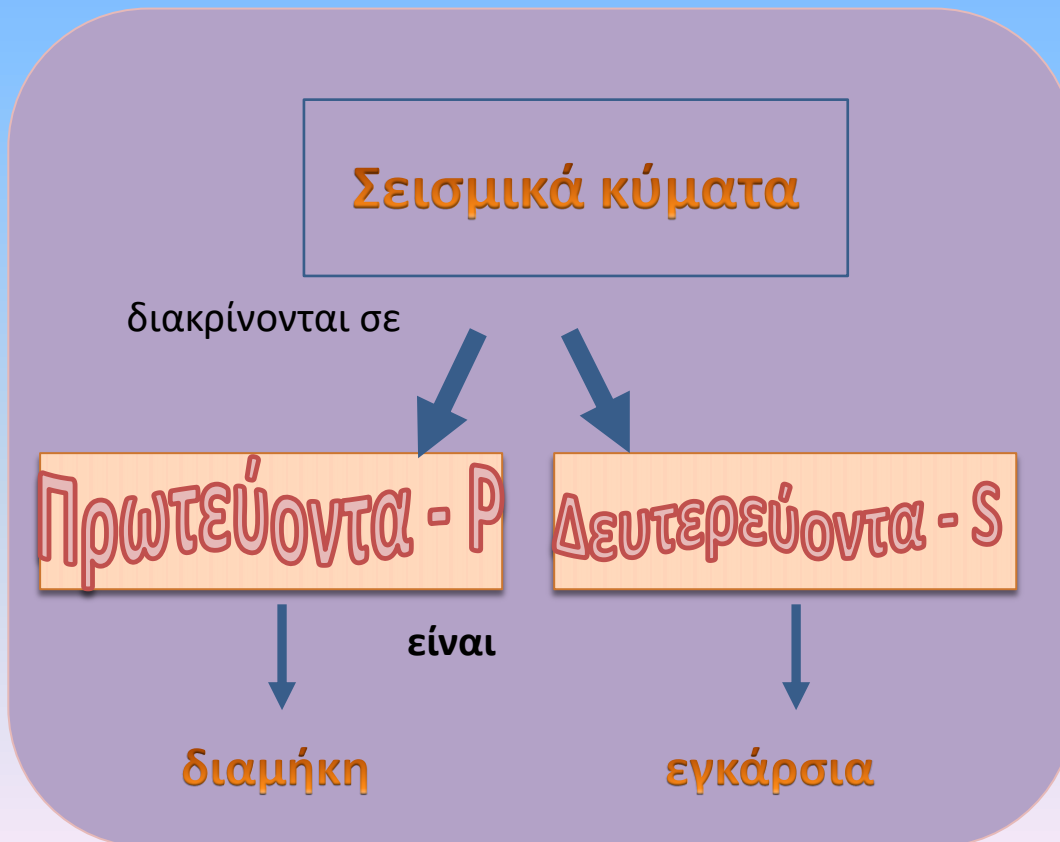 Σεισμικά κύματα
διακρίνονται σε
Πρωτεύοντα - P
Δευτερεύοντα - S
είναι
διαμήκη
εγκάρσια